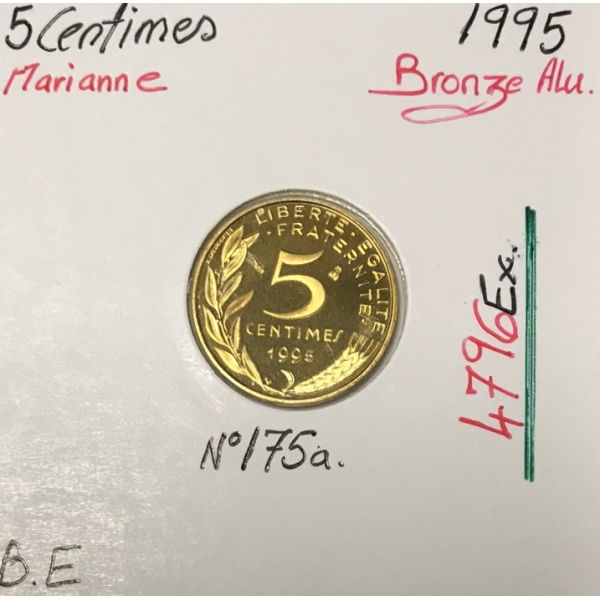 5 Centimes
1995
Marianne
Bronze Alu.
LIBERTE · EGALITE
· FRATERNITE ·
5
CENTIMES
1995
4796 Ex.
N° 175a.
B.E